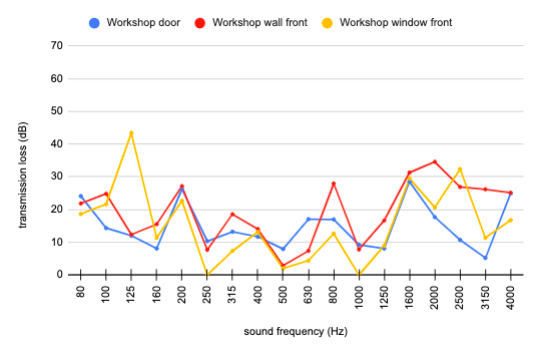 Workshop door Workshop wall front Workshop window front
70
60
50
40
30
20
10
0
transmission loss (dB)
80 100 125 160 200 250 315 400 500 630 800 1000 1250 1600 2000 2500 3150 4000
sound frequency (Hz)